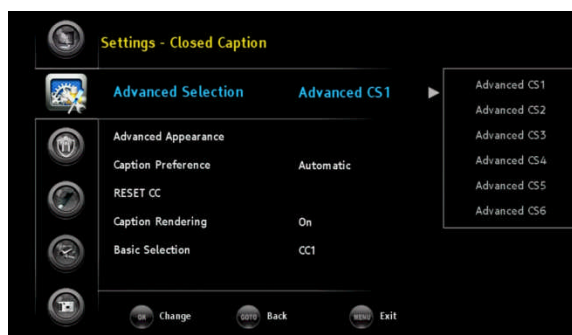 Settings - Closed Caption
Advanced Selection Advanced CS1
Advanced Appearance
Caption Preference Automatic
RESET CC
Caption Rendering On
Basic Selection CC1
Advanced CS1
Advanced CS2
Advanced CS3
Advanced CS4
Advanced CS5
Advanced CS6
OK Change GOTO Back MENU Exit